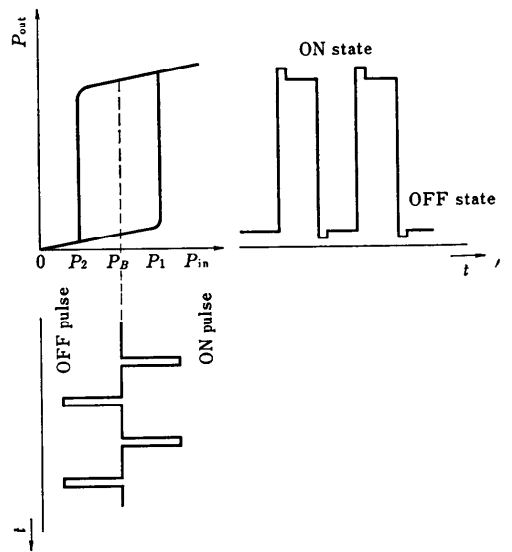 P_out
ON state
OFF state
0 P_2 P_B P_1 P_in
t ,
OFF pulse
ON pulse
t